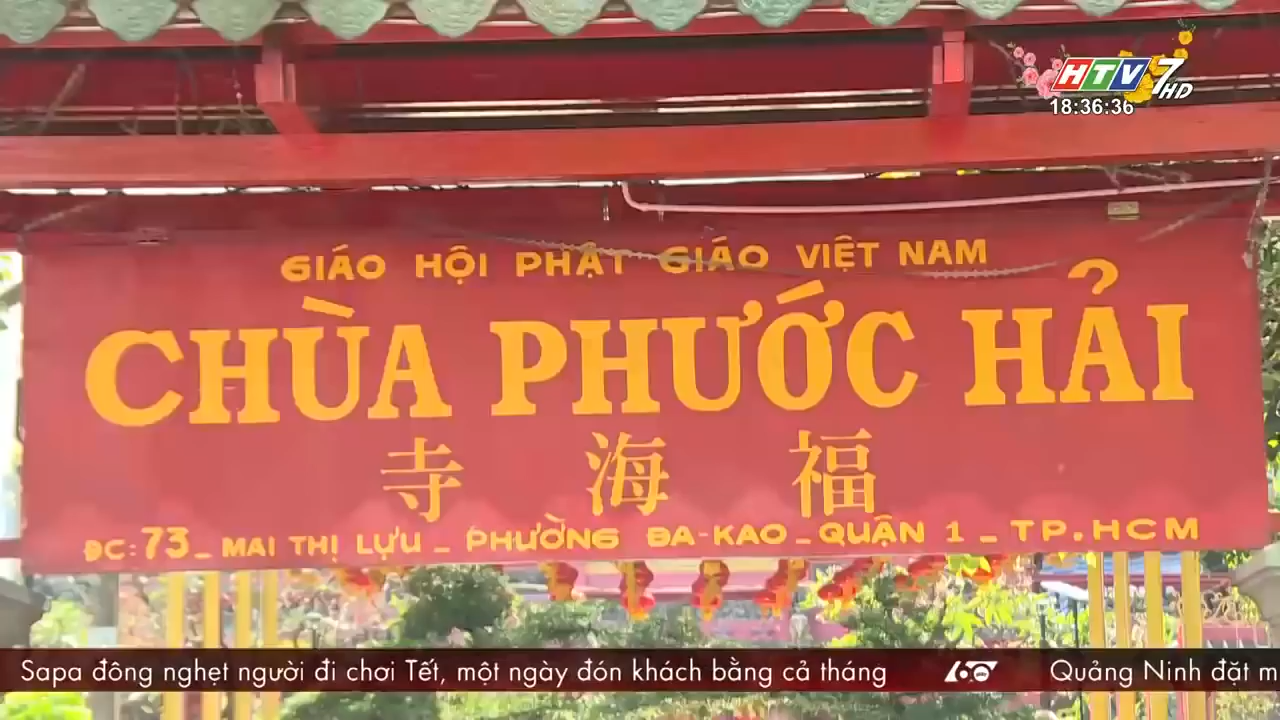 HTV7 HD
18:36:36
GIÁO HỘI PHẬT GIÁO VIỆT NAM
CHÙA PHƯỚC HẢI
寺 海 福
ĐC: 73 _ MAI THỊ LỰU _ PHƯỜNG ĐA-KAO _ QUẬN 1 _ TP.HCM
Sapa đông nghẹt người đi chơi Tết, một ngày đón khách bằng cả tháng 60 Quảng Ninh đặt